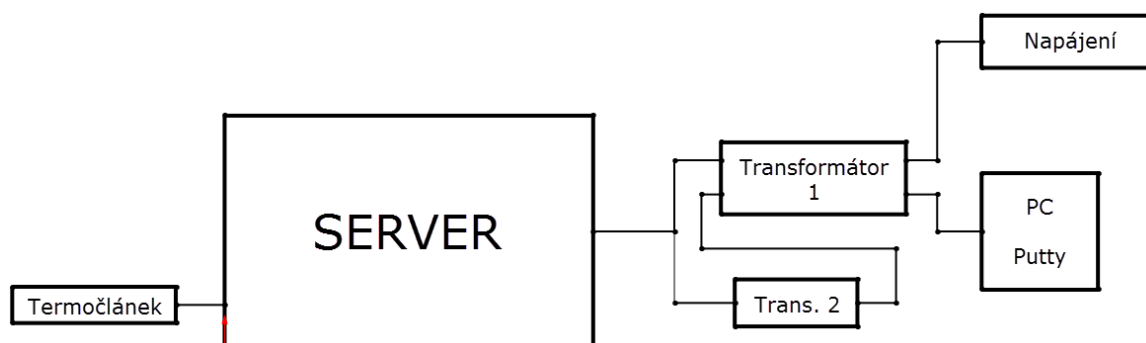 Napájení
Transformátor
1
SERVER
PC
Putty
Termočlánek
Trans. 2